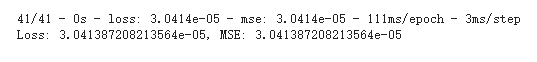 41/41 - 0s - loss: 3.0414e-05 - mse: 3.0414e-05 - 111ms/epoch - 3ms/step
Loss: 3.041387208213564e-05, MSE: 3.041387208213564e-05